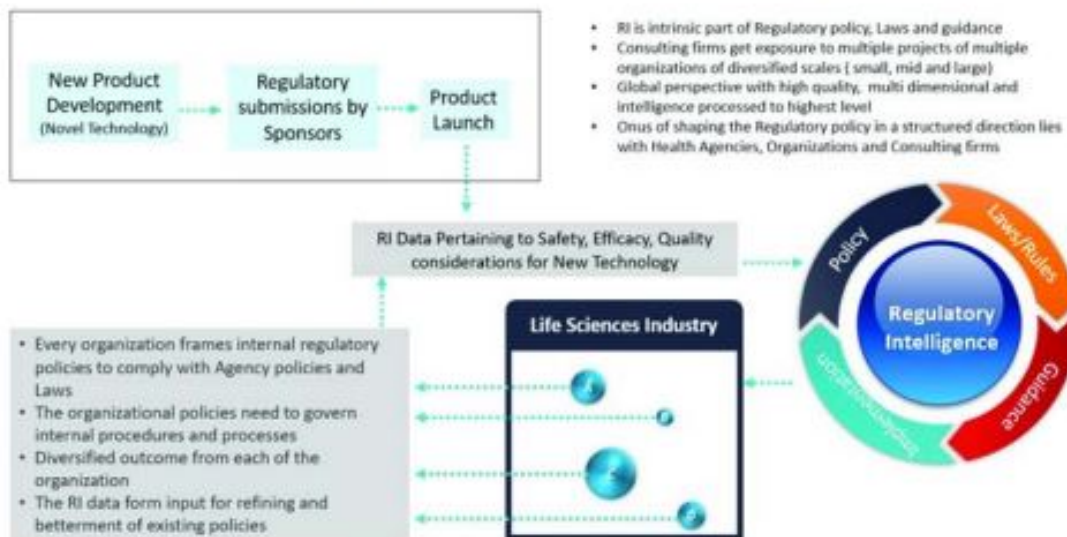 New Product
Development
(Novel Technology)
Regulatory
submissions by
Sponsors
Product
Launch
• RI is intrinsic part of Regulatory policy, Laws and guidance
• Consulting firms get exposure to multiple projects of multiple
organizations of diversified scales ( small, mid and large)
• Global perspective with high quality, multi dimensional and
intelligence processed to highest level
• Onus of shaping the Regulatory policy in a structured direction lies
with Health Agencies, Organizations and Consulting firms
RI Data Pertaining to Safety, Efficacy, Quality
considerations for New Technology
Policy
Laws/Rules
Guidance
Implementation
Regulatory
Intelligence
Life Sciences Industry
• Every organization frames internal regulatory
policies to comply with Agency policies and
Laws
• The organizational policies need to govern
internal procedures and processes
• Diversified outcome from each of the
organization
• The RI data form input for refining and
betterment of existing policies